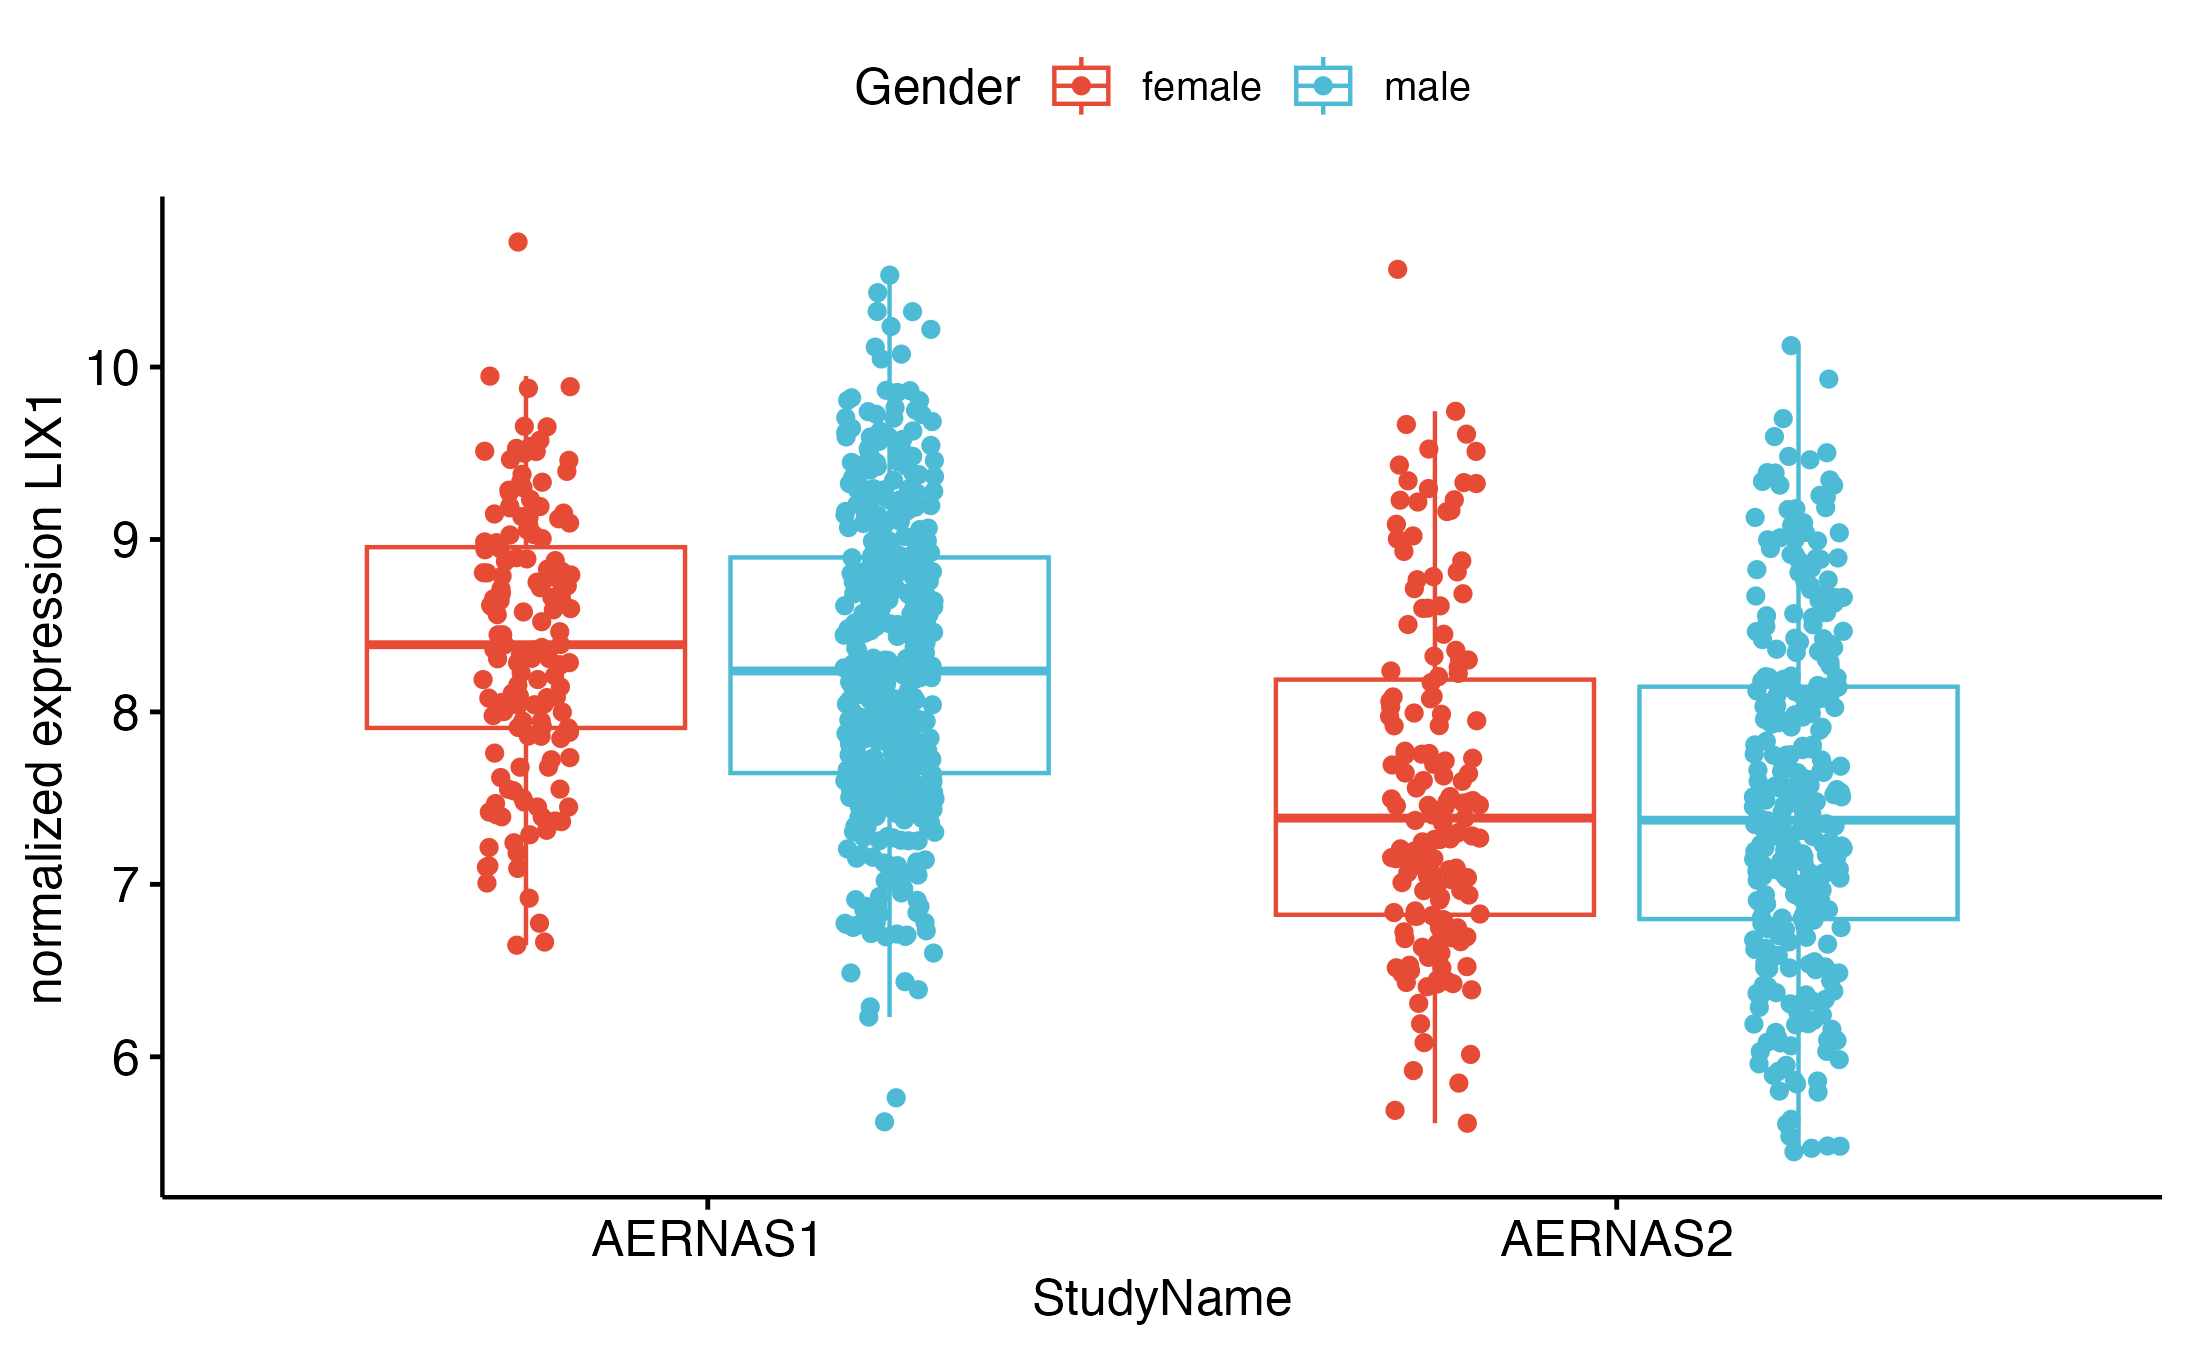 Gender female male
normalized expression LIX1
10
9
8
7
6
AERNAS1 AERNAS2
StudyName